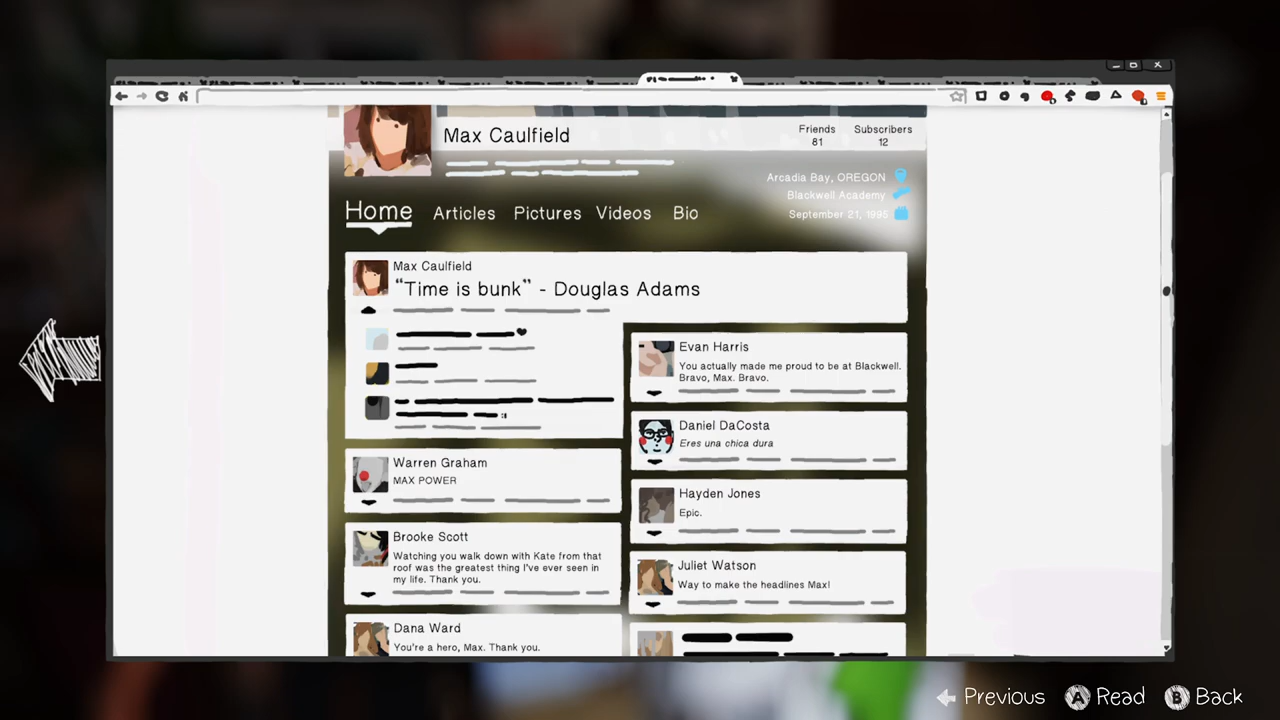 Max Caulfield
Friends
81
Subscribers
12
Arcadia Bay, OREGON
Blackwell Academy
September 21, 1995
Home
Articles
Pictures
Videos
Bio
Max Caulfield
“Time is bunk” - Douglas Adams
Warren Graham
MAX POWER
Brooke Scott
Watching you walk down with Kate from that
roof was the greatest thing I've ever seen in
my life. Thank you.
Dana Ward
You're a hero, Max. Thank you.
Evan Harris
You actually made me proud to be at Blackwell.
Bravo, Max. Bravo.
Daniel DaCosta
Eres una chica dura
Hayden Jones
Epic.
Juliet Watson
Way to make the headlines Max!
Previous
A Read
B Back